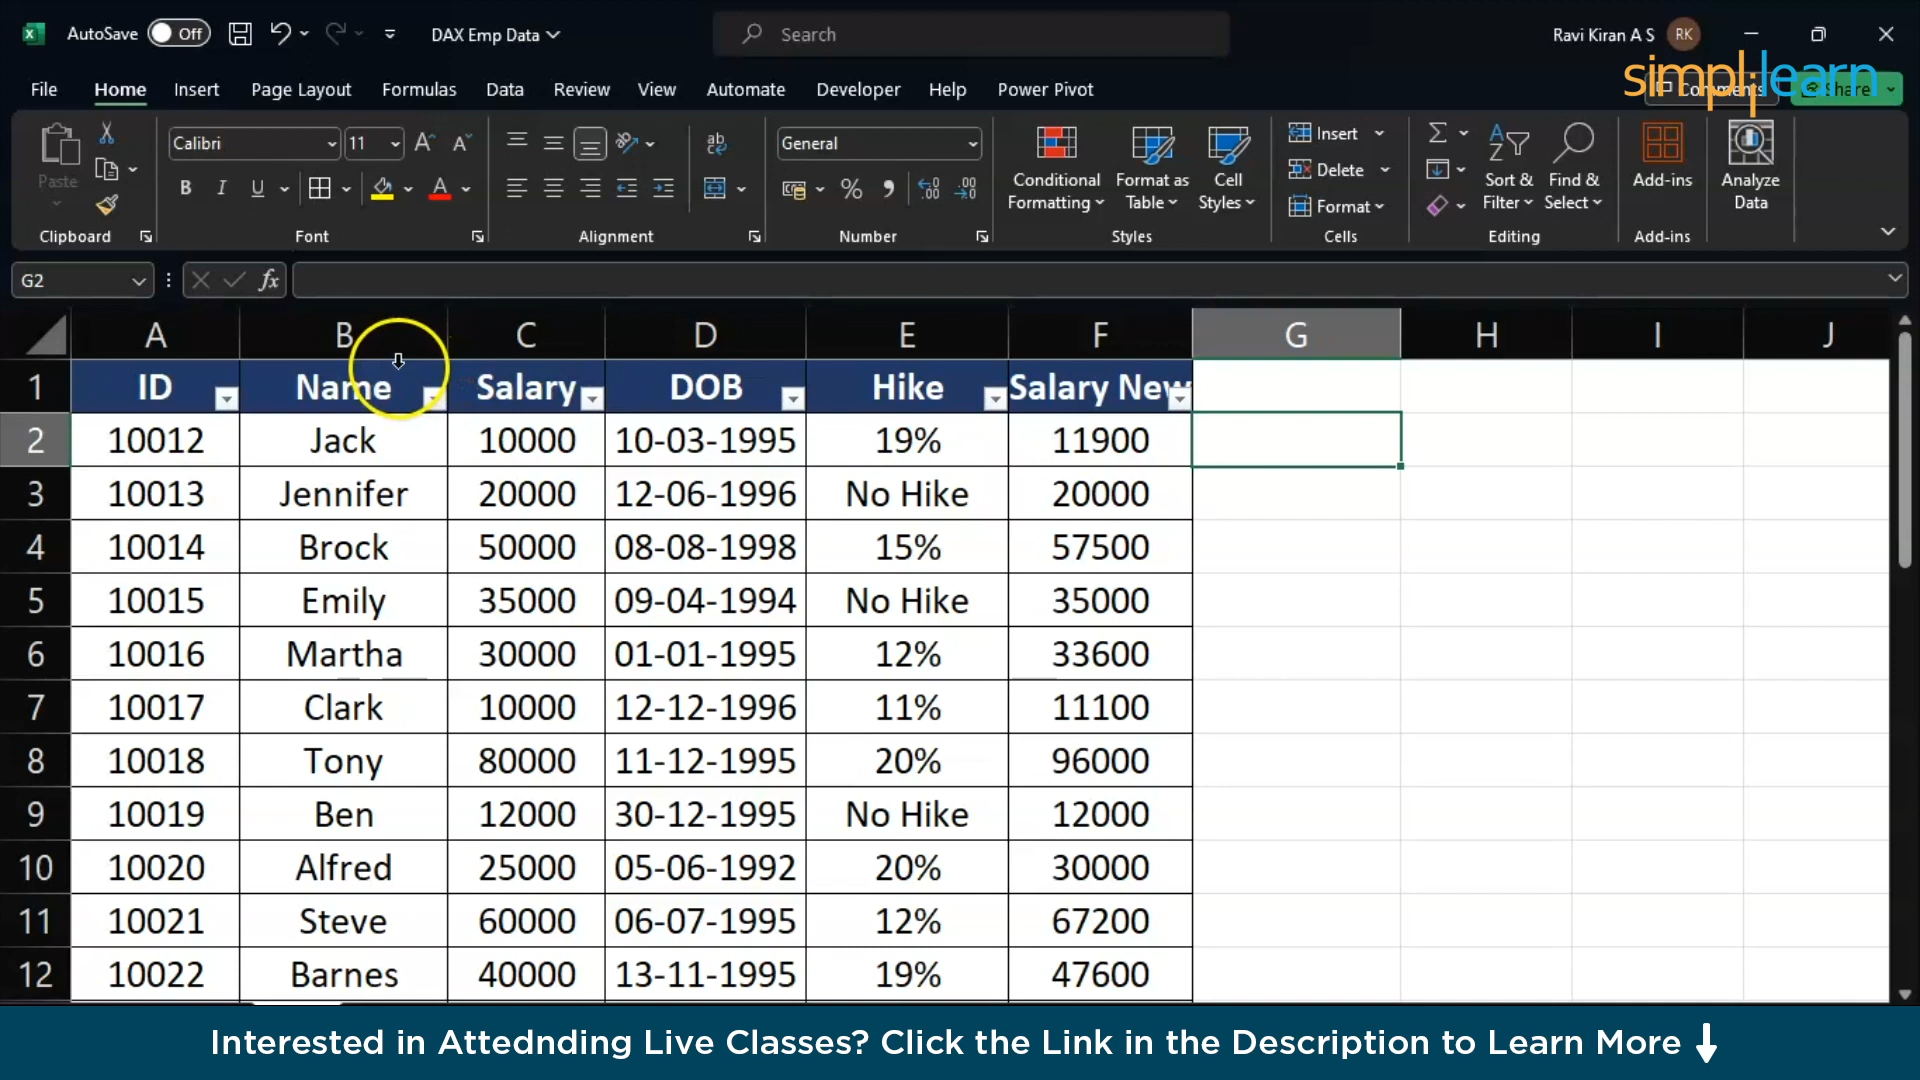 AutoSave Off DAX Emp Data Search Ravi Kiran A S RK
simplilearn
File Home Insert Page Layout Formulas Data Review View Automate Developer Help Power Pivot Comments Share
Paste Calibri 11 General Conditional Formatting Format as Table Cell Styles Insert Delete Format Sort & Filter Find & Select Add-ins Analyze Data
Clipboard Font Alignment Number Styles Cells Editing Add-ins
G2 fx
A B C D E F G H I J
1 ID Name Salary DOB Hike Salary New
2 10012 Jack 10000 10-03-1995 19% 11900
3 10013 Jennifer 20000 12-06-1996 No Hike 20000
4 10014 Brock 50000 08-08-1998 15% 57500
5 10015 Emily 35000 09-04-1994 No Hike 35000
6 10016 Martha 30000 01-01-1995 12% 33600
7 10017 Clark 10000 12-12-1996 11% 11100
8 10018 Tony 80000 11-12-1995 20% 96000
9 10019 Ben 12000 30-12-1995 No Hike 12000
10 10020 Alfred 25000 05-06-1992 20% 30000
11 10021 Steve 60000 06-07-1995 12% 67200
12 10022 Barnes 40000 13-11-1995 19% 47600
Interested in Attednding Live Classes? Click the Link in the Description to Learn More